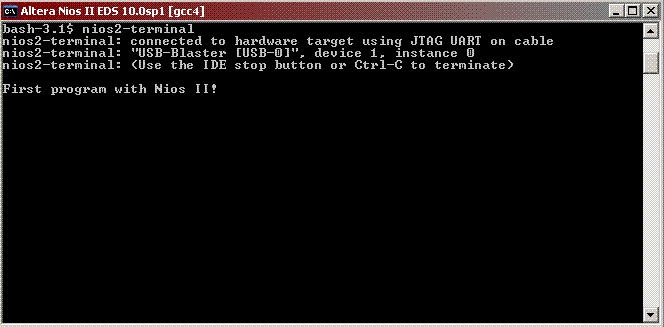 Altera Nios II EDS 10.0sp1 [gcc4]
bash-3.1$ nios2-terminal
nios2-terminal: connected to hardware target using JTAG UART on cable
nios2-terminal: "USB-Blaster [USB-0]", device 1, instance 0
nios2-terminal: (Use the IDE stop button or Ctrl-C to terminate)
First program with Nios II!